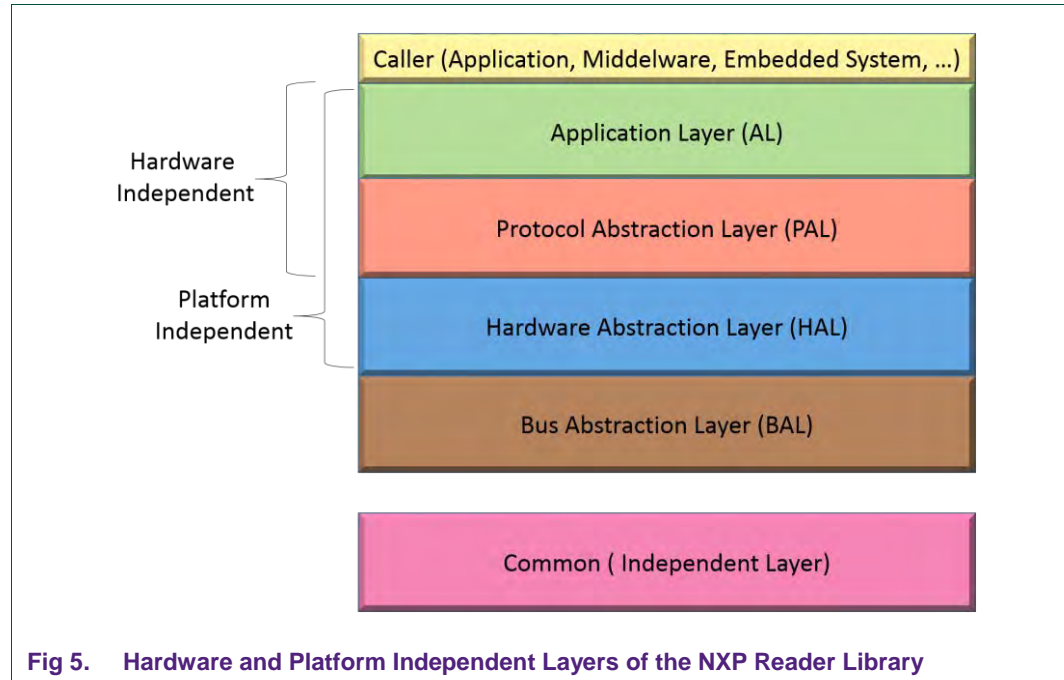 Caller (Application, Middelware, Embedded System, ...)
Application Layer (AL)
Hardware
Independent
Protocol Abstraction Layer (PAL)
Platform
Independent
Hardware Abstraction Layer (HAL)
Bus Abstraction Layer (BAL)
Common ( Independent Layer)
Fig 5. Hardware and Platform Independent Layers of the NXP Reader Library